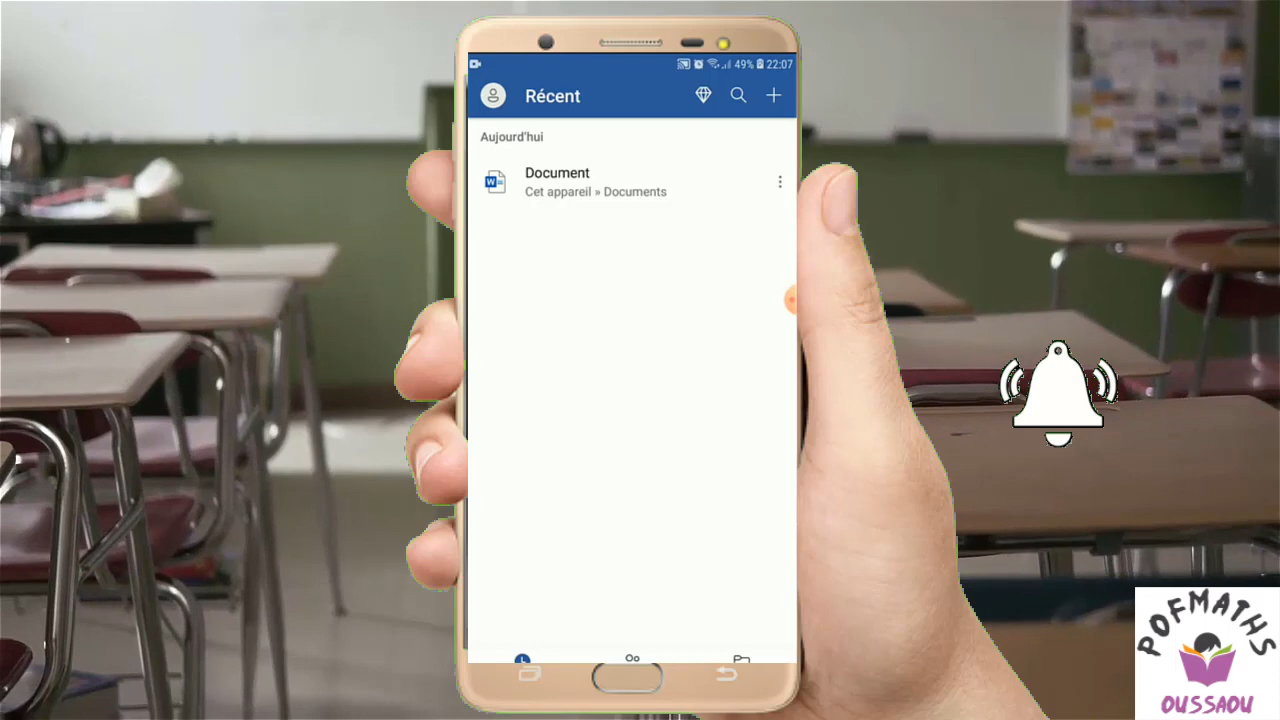 49% 22:07
Récent
Aujourd'hui
Document
Cet appareil » Documents
W
POFMATHS
OUSSAOU